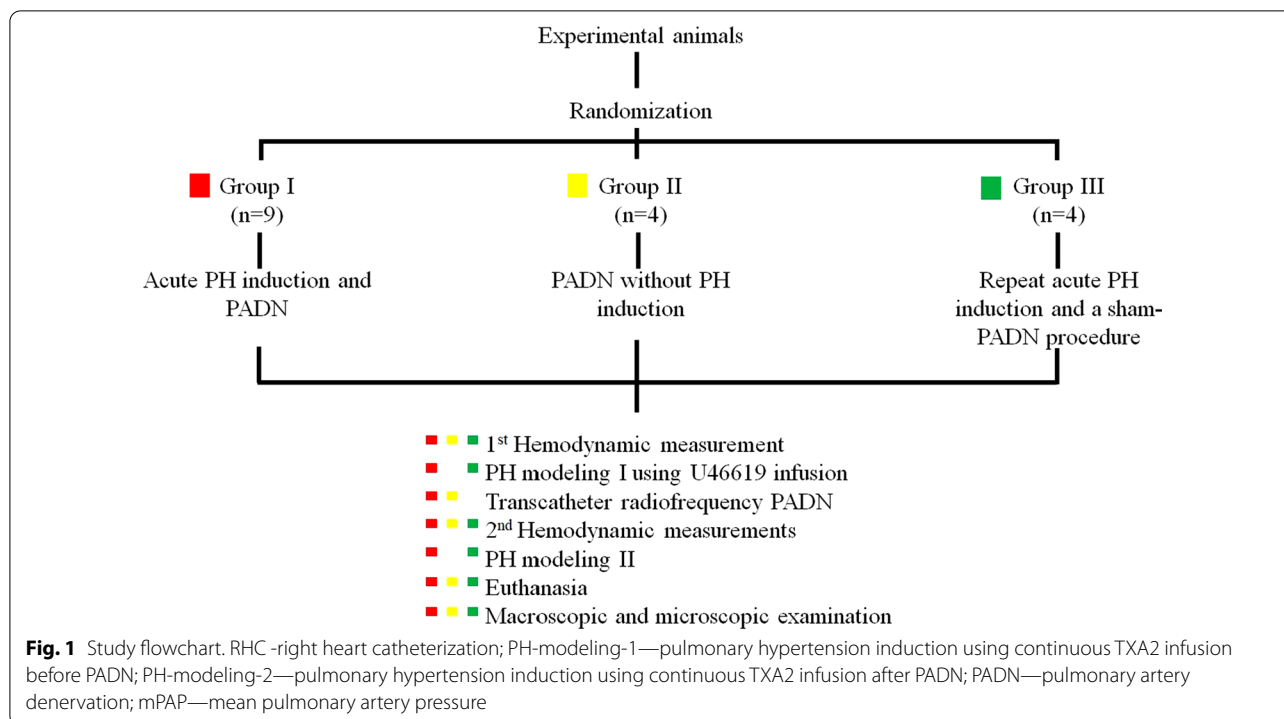 Experimental animals
Randomization
Group I
(n=9)
Group II
(n=4)
Group III
(n=4)
Acute PH induction and
PADN
PADN without PH
induction
Repeat acute PH
induction and a sham-
PADN procedure
1st Hemodynamic measurement
PH modeling I using U46619 infusion
Transcatheter radiofrequency PADN
2nd Hemodynamic measurements
PH modeling II
Euthanasia
Macroscopic and microscopic examination
Fig. 1 Study flowchart. RHC -right heart catheterization; PH-modeling-1—pulmonary hypertension induction using continuous TXA2 infusion
before PADN; PH-modeling-2—pulmonary hypertension induction using continuous TXA2 infusion after PADN; PADN—pulmonary artery
denervation; mPAP—mean pulmonary artery pressure